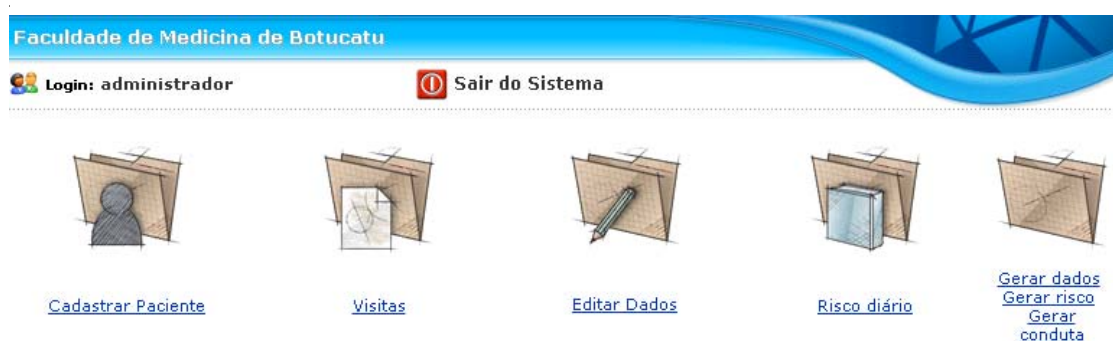 Faculdade de Medicina de Botucatu
Login: administrador
Sair do Sistema
Cadastrar Paciente
Visitas
Editar Dados
Risco diário
Gerar dados
Gerar risco
Gerar
conduta